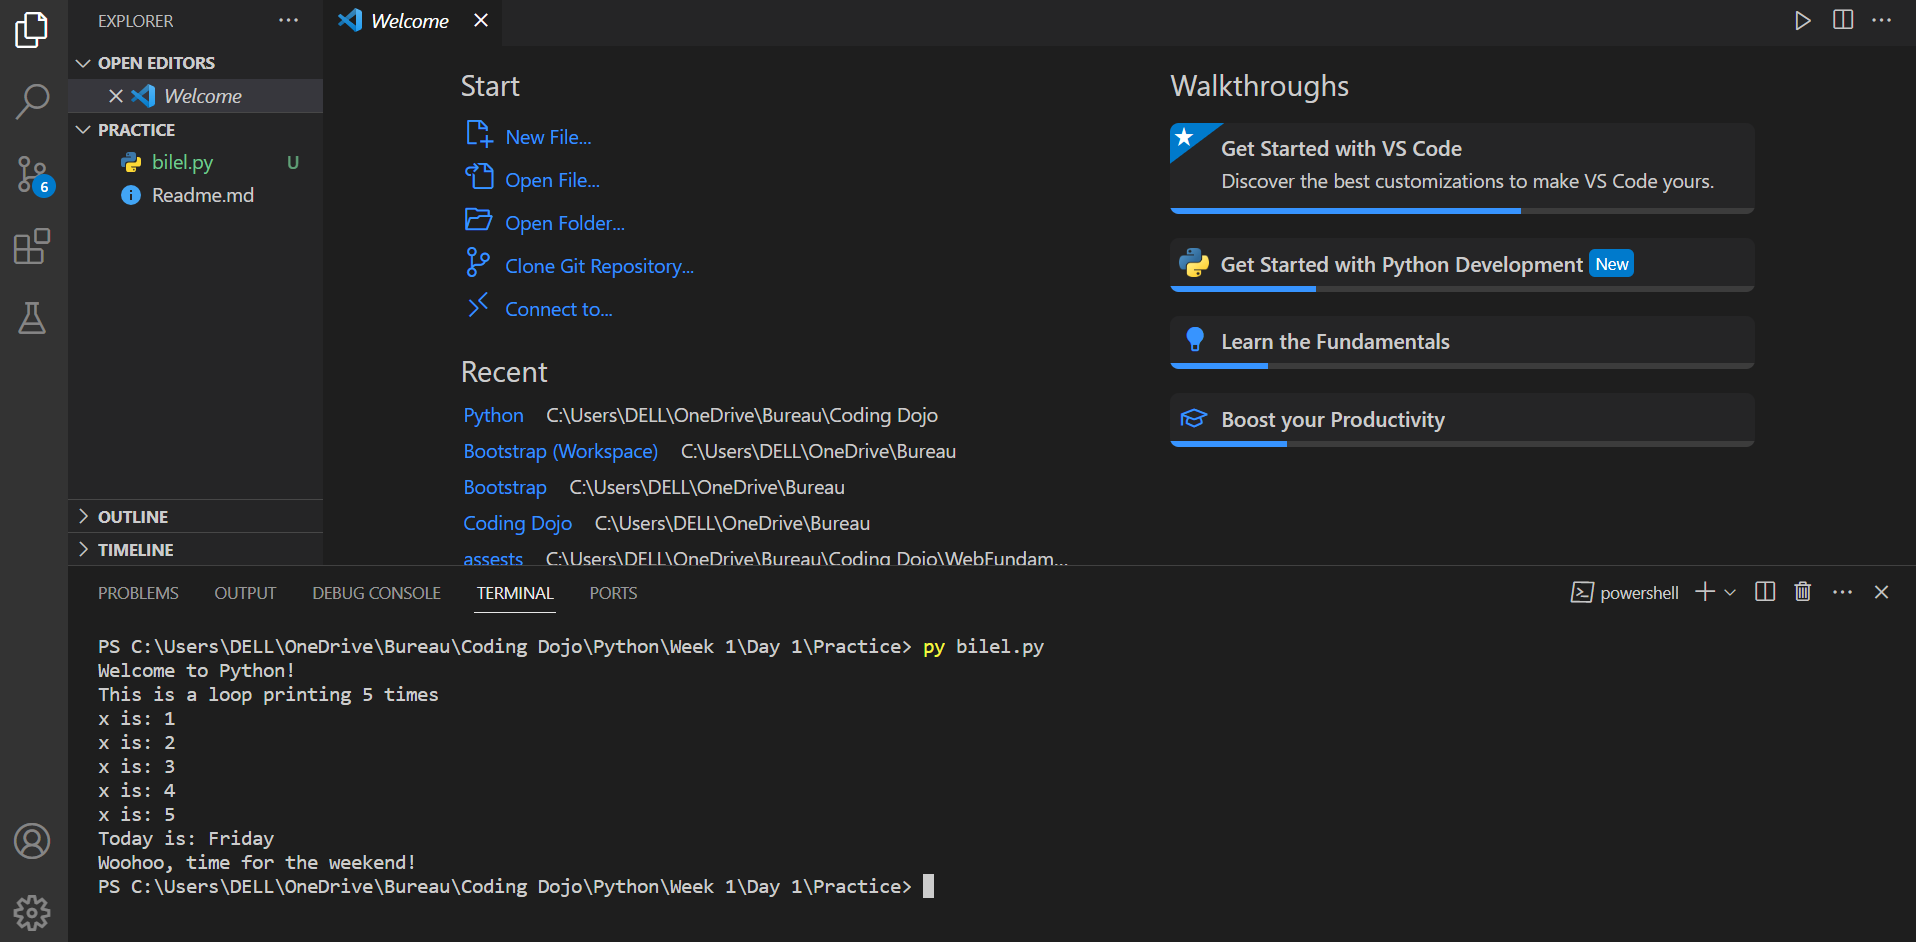 EXPLORER
OPEN EDITORS
Welcome
PRACTICE
bilel.py U
Readme.md
6
OUTLINE
TIMELINE
Welcome
Start
New File...
Open File...
Open Folder...
Clone Git Repository...
Connect to...
Recent
Python C:\Users\DELL\OneDrive\Bureau\Coding Dojo
Bootstrap (Workspace) C:\Users\DELL\OneDrive\Bureau
Bootstrap C:\Users\DELL\OneDrive\Bureau
Coding Dojo C:\Users\DELL\OneDrive\Bureau
assests C:\Users\DELL\OneDrive\Bureau\Coding Dojo\WebFundam...
Walkthroughs
Get Started with VS Code
Discover the best customizations to make VS Code yours.
Get Started with Python Development New
Learn the Fundamentals
Boost your Productivity
PROBLEMS OUTPUT DEBUG CONSOLE TERMINAL PORTS powershell
PS C:\Users\DELL\OneDrive\Bureau\Coding Dojo\Python\Week 1\Day 1\Practice> py bilel.py
Welcome to Python!
This is a loop printing 5 times
x is: 1
x is: 2
x is: 3
x is: 4
x is: 5
Today is: Friday
Woohoo, time for the weekend!
PS C:\Users\DELL\OneDrive\Bureau\Coding Dojo\Python\Week 1\Day 1\Practice>